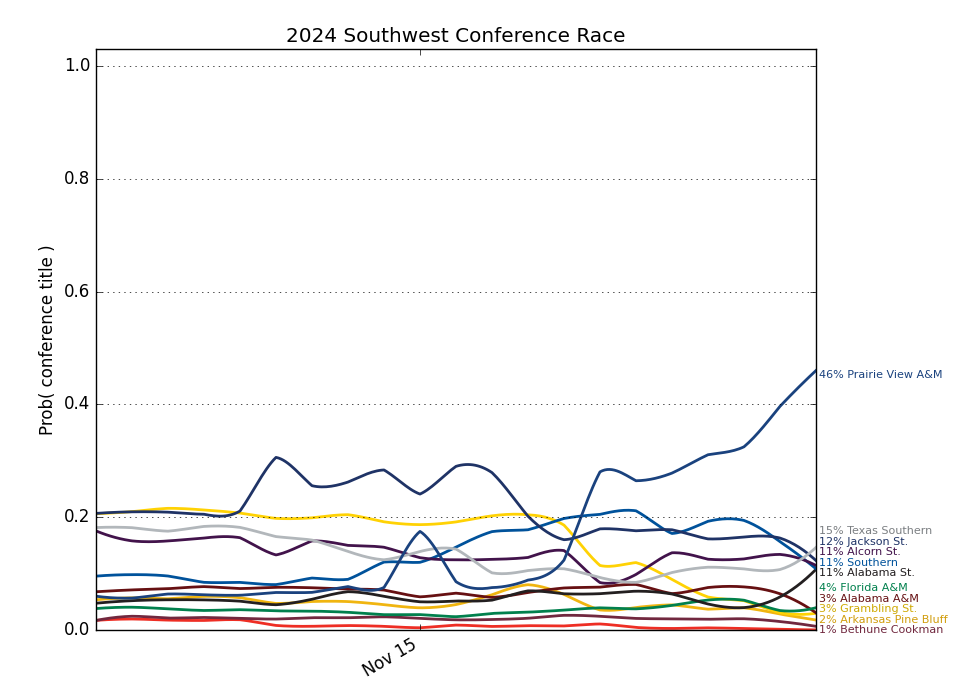 2024 Southwest Conference Race
Prob( conference title )
1.0
0.8
0.6
0.4
0.2
0.0
Nov 15
46% Prairie View A&M
15% Texas Southern
12% Jackson St.
11% Alcorn St.
11% Southern
11% Alabama St.
4% Florida A&M
3% Alabama A&M
3% Grambling St.
2% Arkansas Pine Bluff
1% Bethune Cookman